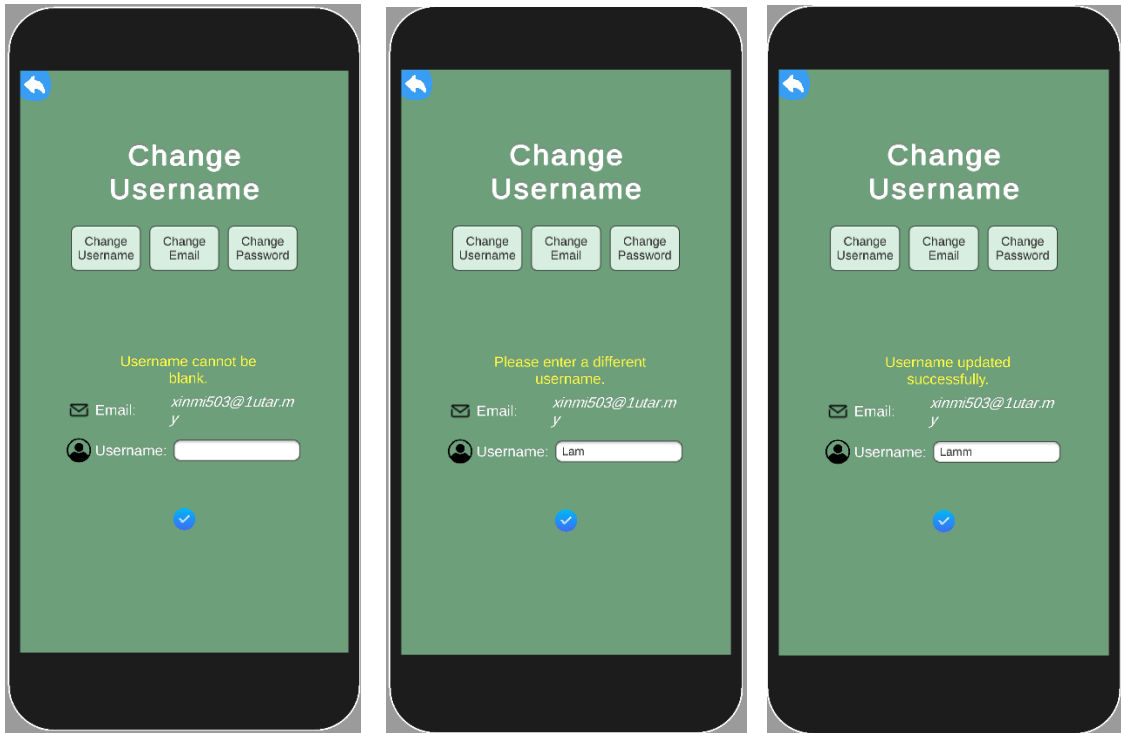 Change
Username
Change
Username
Change
Email
Change
Password
Username cannot be
blank.
Email:
xinmi503@1utar.m
y
Username:
Change
Username
Change
Username
Change
Email
Change
Password
Please enter a different
username.
Email:
xinmi503@1utar.m
y
Username:
Lam
Change
Username
Change
Username
Change
Email
Change
Password
Username updated
successfully.
Email:
xinmi503@1utar.m
y
Username:
Lamm